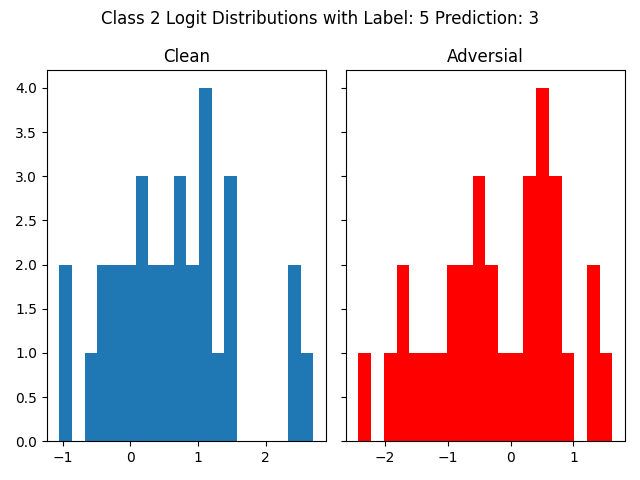 Class 2 Logit Distributions with Label: 5 Prediction: 3
Clean
Adversial
4.0
3.5
3.0
2.5
2.0
1.5
1.0
0.5
0.0
−1 0 1 2
−2 −1 0 1